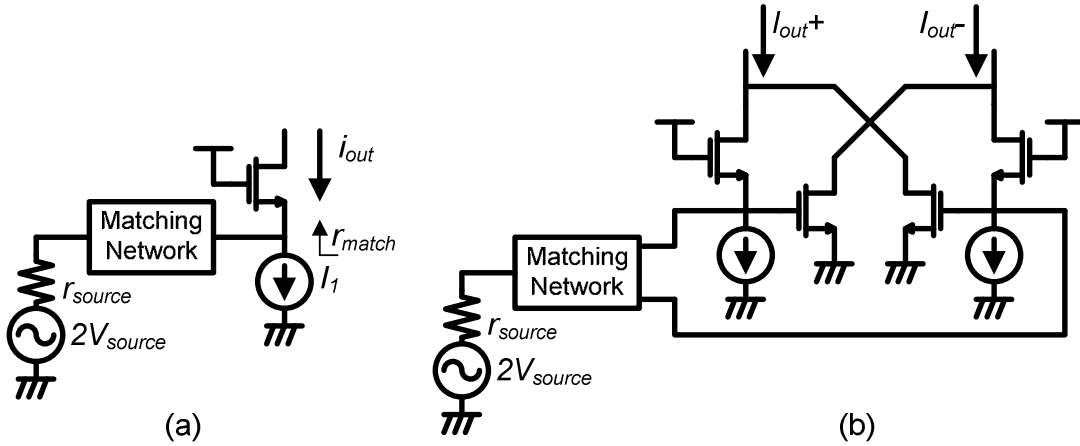 i_out
Matching
Network
r_match
I_1
r_source
2V_source
(a)
I_out+
I_out-
Matching
Network
r_source
2V_source
(b)